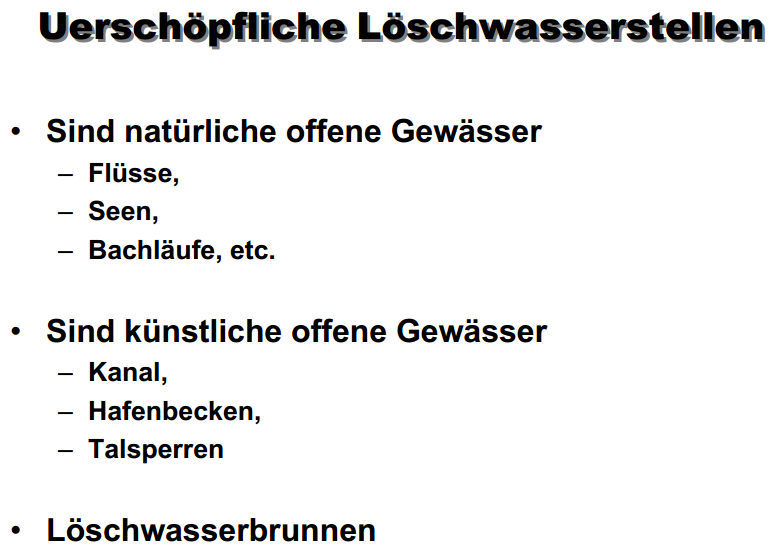 Uerschöpfliche Löschwasserstellen
• Sind natürliche offene Gewässer
– Flüsse,
– Seen,
– Bachläufe, etc.
• Sind künstliche offene Gewässer
– Kanal,
– Hafenbecken,
– Talsperren
• Löschwasserbrunnen